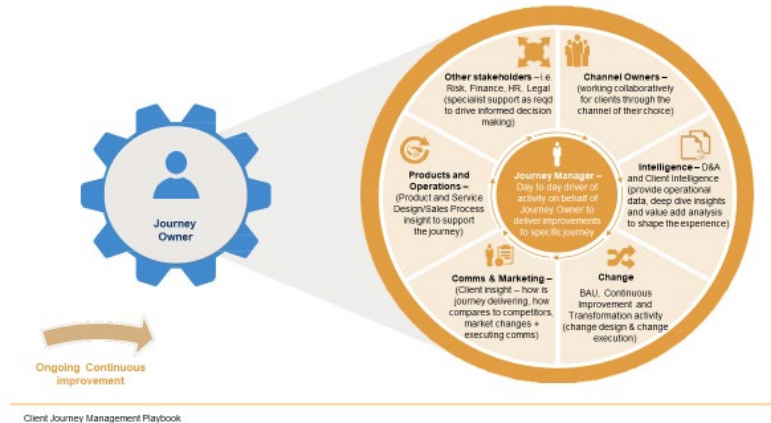 Other stakeholders – i.e.
Risk, Finance, HR, Legal
(specialist support as reqd
to drive informed decision
making)
Channel Owners –
(working collaboratively
for clients through the
channel of their choice)
Journey
Owner
Products and
Operations –
(Product and Service
Design/Sales Process
insight to support
the journey)
Journey Manager –
Day to day driver of
activity on behalf of
Journey Owner to
deliver improvements
to specific journey
Intelligence – D&A
and Client Intelligence
(provide operational
data, deep dive insights
and value add analysis
to shape the experience)
Comms & Marketing –
(Client insight – how is
journey delivering, how
compares to competitors,
market changes +
executing comms)
Change
BAU, Continuous
Improvement and
Transformation activity
(change design & change
execution)
Ongoing Continuous
improvement
Client Journey Management Playbook